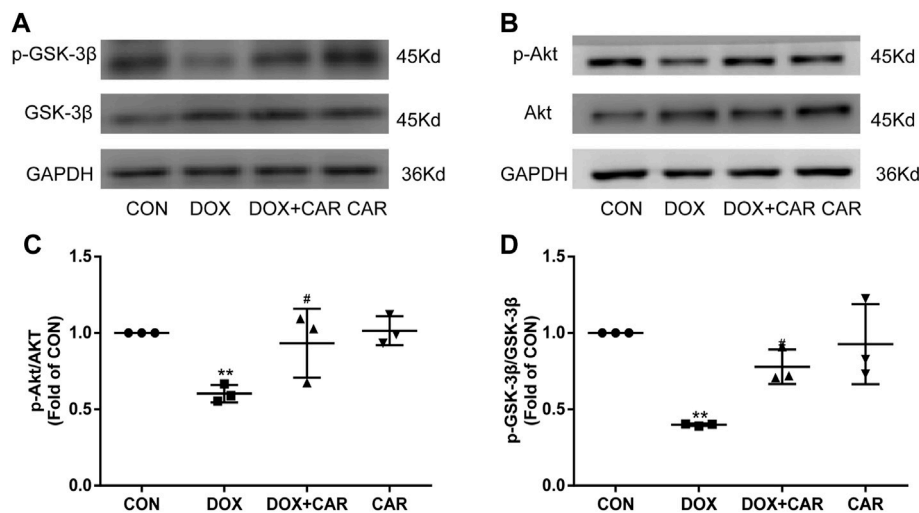 A
p-GSK-3β 45Kd
GSK-3β 45Kd
GAPDH 36Kd
CON DOX DOX+CAR CAR
B
p-Akt 45Kd
Akt 45Kd
GAPDH 36Kd
CON DOX DOX+CAR CAR
C
p-Akt/AKT
(Fold of CON)
1.5
1.0
0.5
0.0
**
#
CON DOX DOX+CAR CAR
D
p-GSK-3β/GSK-3β
(Fold of CON)
1.5
1.0
0.5
0.0
**
#
CON DOX DOX+CAR CAR